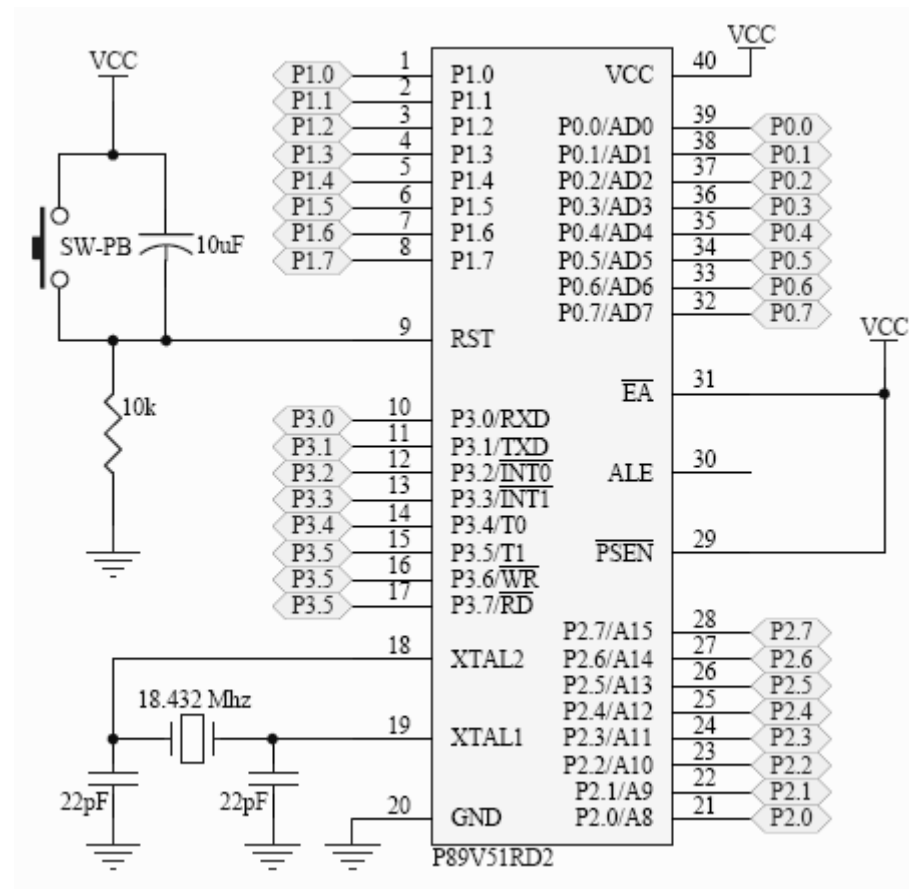 VCC
VCC
P1.0 1 P1.0 VCC 40
P1.1 2 P1.1
P1.2 3 P1.2 P0.0/AD0 39 P0.0
P1.3 4 P1.3 P0.1/AD1 38 P0.1
P1.4 5 P1.4 P0.2/AD2 37 P0.2
P1.5 6 P1.5 P0.3/AD3 36 P0.3
P1.6 7 P1.6 P0.4/AD4 35 P0.4
P1.7 8 P1.7 P0.5/AD5 34 P0.5
P0.6/AD6 33 P0.6
P0.7/AD7 32 P0.7
SW-PB 10uF
9 RST
VCC
EA 31
10k
P3.0 10 P3.0/RXD
P3.1 11 P3.1/TXD
P3.2 12 P3.2/INT0 ALE 30
P3.3 13 P3.3/INT1
P3.4 14 P3.4/T0
P3.5 15 P3.5/T1 PSEN 29
P3.5 16 P3.6/WR
P3.5 17 P3.7/RD
P2.7/A15 28 P2.7
18 XTAL2 P2.6/A14 27 P2.6
P2.5/A13 26 P2.5
18.432 Mhz
P2.4/A12 25 P2.4
19 XTAL1 P2.3/A11 24 P2.3
P2.2/A10 23 P2.2
22pF 22pF
P2.1/A9 22 P2.1
20 GND P2.0/A8 21 P2.0
P89V51RD2